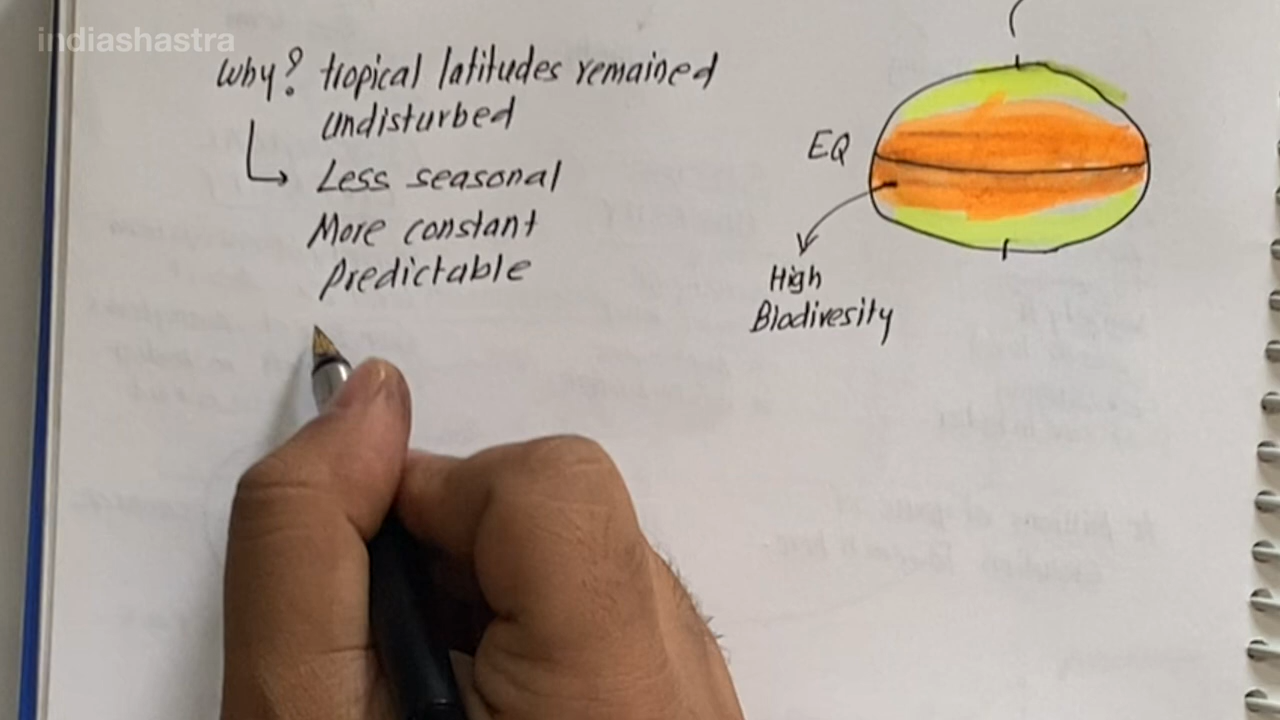 indiashastra
Why? tropical latitudes remained
undisturbed
Less seasonal
More constant
Predictable
EQ
High
Biodivesity